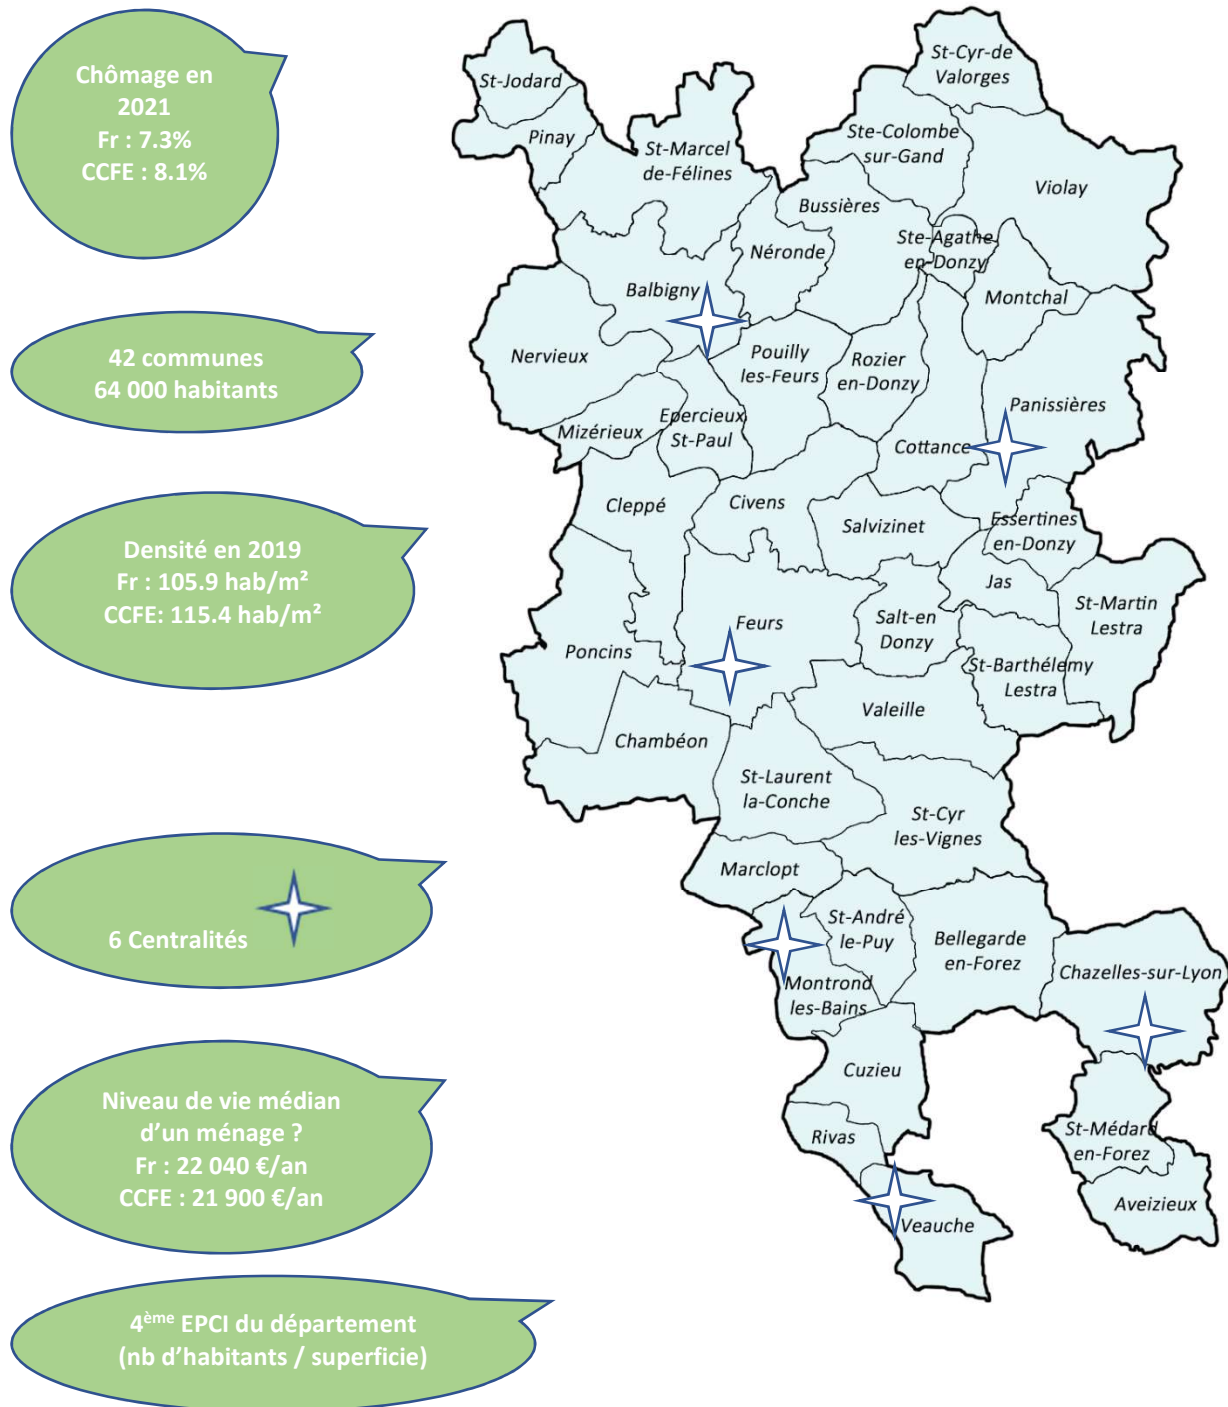 Chômage en
2021
Fr : 7.3%
CCFE : 8.1%
42 communes
64 000 habitants
Densité en 2019
Fr : 105.9 hab/m²
CCFE: 115.4 hab/m²
6 Centralités
Niveau de vie médian
d'un ménage ?
Fr : 22 040 €/an
CCFE : 21 900 €/an
4ème EPCI du département
(nb d'habitants / superficie)
St-Cyr-de
Valorges
St-Jodard
Pinay
St-Marcel
de-Félines
Ste-Colombe
sur-Gand
Violay
Bussières
Ste-Agathe
en-Donzy
Néronde
Balbigny
Montchal
Nervieux
Pouilly
les-Feurs
Rozier
en-Donzy
Panissières
Mizérieux
Epercieux
St-Paul
Cottance
Cleppé
Civens
Salvizinet
Essertines
en-Donzy
Jas
St-Martin
Lestra
Feurs
Salt-en
Donzy
Poncins
St-Barthélemy
Lestra
Valeille
Chambéon
St-Laurent
la-Conche
St-Cyr
les-Vignes
Marclopt
St-André
le-Puy
Bellegarde
en-Forez
Chazelles-sur-Lyon
Montrond
les-Bains
Cuzieu
Rivas
St-Médard
en-Forez
Aveizieux
Veauche